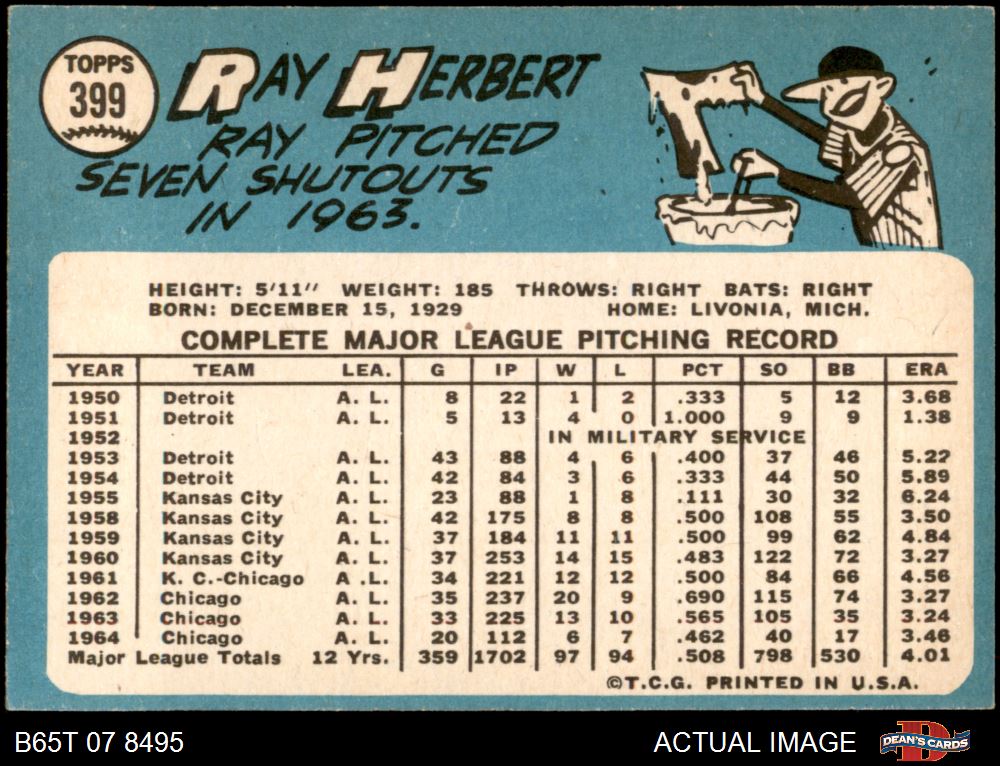 TOPPS
399
RAY HERBERT
RAY PITCHED
SEVEN SHUTOUTS
IN 1963.
HEIGHT: 5'11" WEIGHT: 185 THROWS: RIGHT BATS: RIGHT
BORN: DECEMBER 15, 1929 HOME: LIVONIA, MICH.
COMPLETE MAJOR LEAGUE PITCHING RECORD
YEAR TEAM LEA. G IP W L PCT SO BB ERA
1950 Detroit A. L. 8 22 1 2 .333 5 12 3.68
1951 Detroit A. L. 5 13 4 0 1.000 9 9 1.38
1952 IN MILITARY SERVICE
1953 Detroit A. L. 43 88 4 6 .400 37 46 5.22
1954 Detroit A. L. 42 84 3 6 .333 44 50 5.89
1955 Kansas City A. L. 23 88 1 8 .111 30 32 6.24
1958 Kansas City A. L. 42 175 8 8 .500 108 55 3.50
1959 Kansas City A. L. 37 184 11 11 .500 99 62 4.84
1960 Kansas City A. L. 37 253 14 15 .483 122 72 3.27
1961 K. C.-Chicago A .L. 34 221 12 12 .500 84 66 4.56
1962 Chicago A. L. 35 237 20 9 .690 115 74 3.27
1963 Chicago A. L. 33 225 13 10 .565 105 35 3.24
1964 Chicago A. L. 20 112 6 7 .462 40 17 3.46
Major League Totals 12 Yrs. 359 1702 97 94 .508 798 530 4.01
©T.C.G. PRINTED IN U.S.A.
B65T 07 8495 ACTUAL IMAGE D DEAN'S CARDS